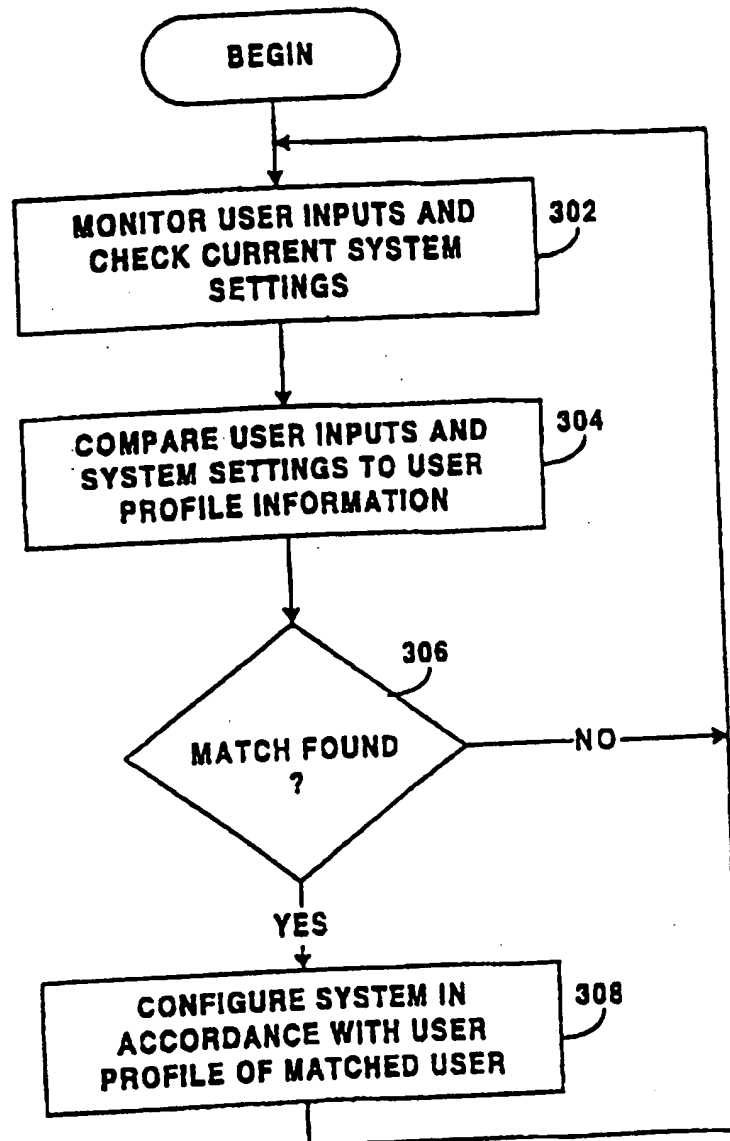 BEGIN
MONITOR USER INPUTS AND
CHECK CURRENT SYSTEM
SETTINGS
302
COMPARE USER INPUTS AND
SYSTEM SETTINGS TO USER
PROFILE INFORMATION
304
306
MATCH FOUND
?
NO
YES
CONFIGURE SYSTEM IN
ACCORDANCE WITH USER
PROFILE OF MATCHED USER
308